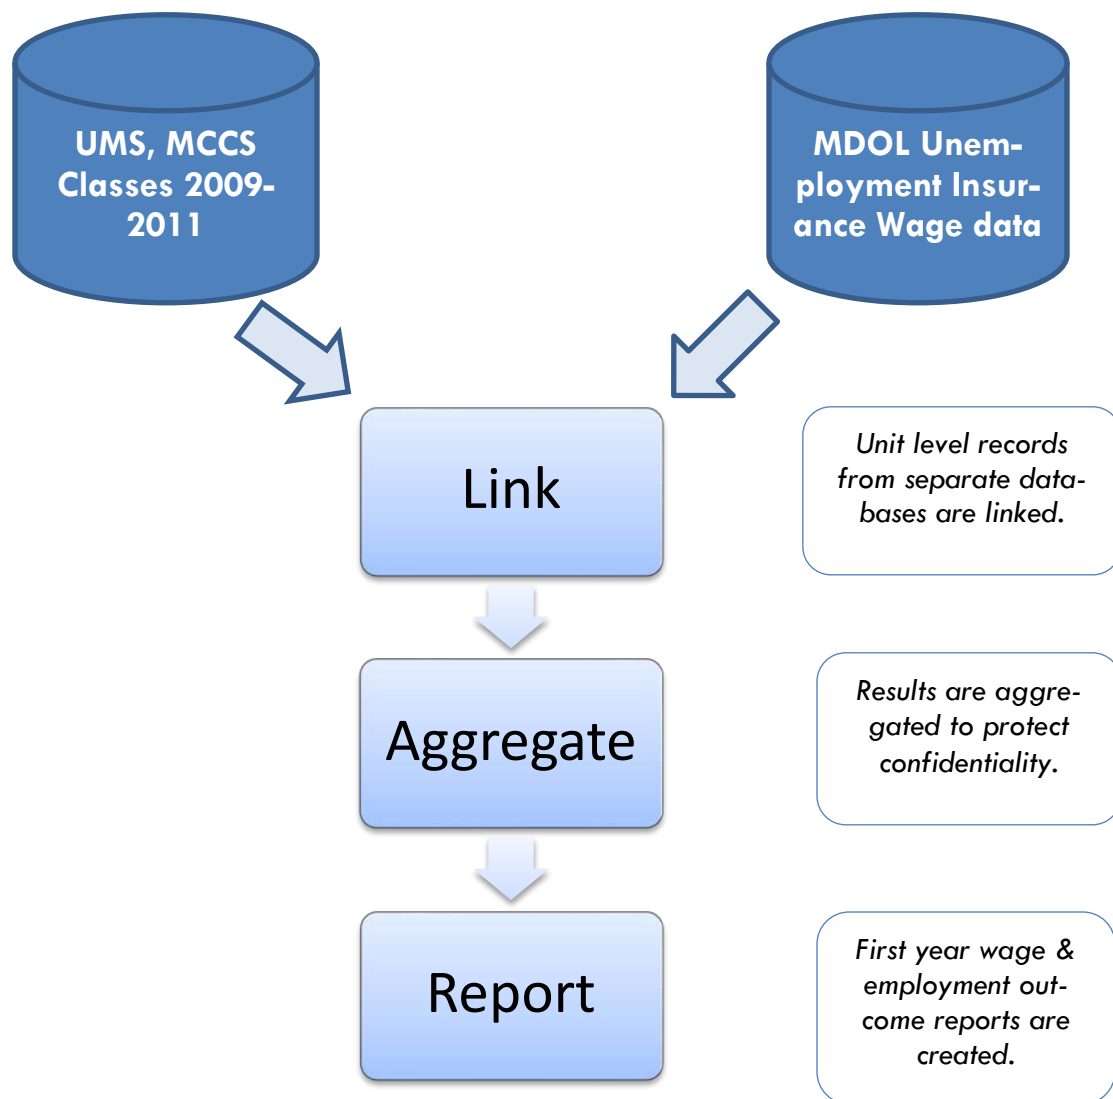 UMS, MCCS
Classes 2009-
2011
MDOL Unem-
ployment Insur-
ance Wage data
Link
Unit level records
from separate data-
bases are linked.
Aggregate
Results are aggre-
gated to protect
confidentiality.
Report
First year wage &
employment out-
come reports are
created.